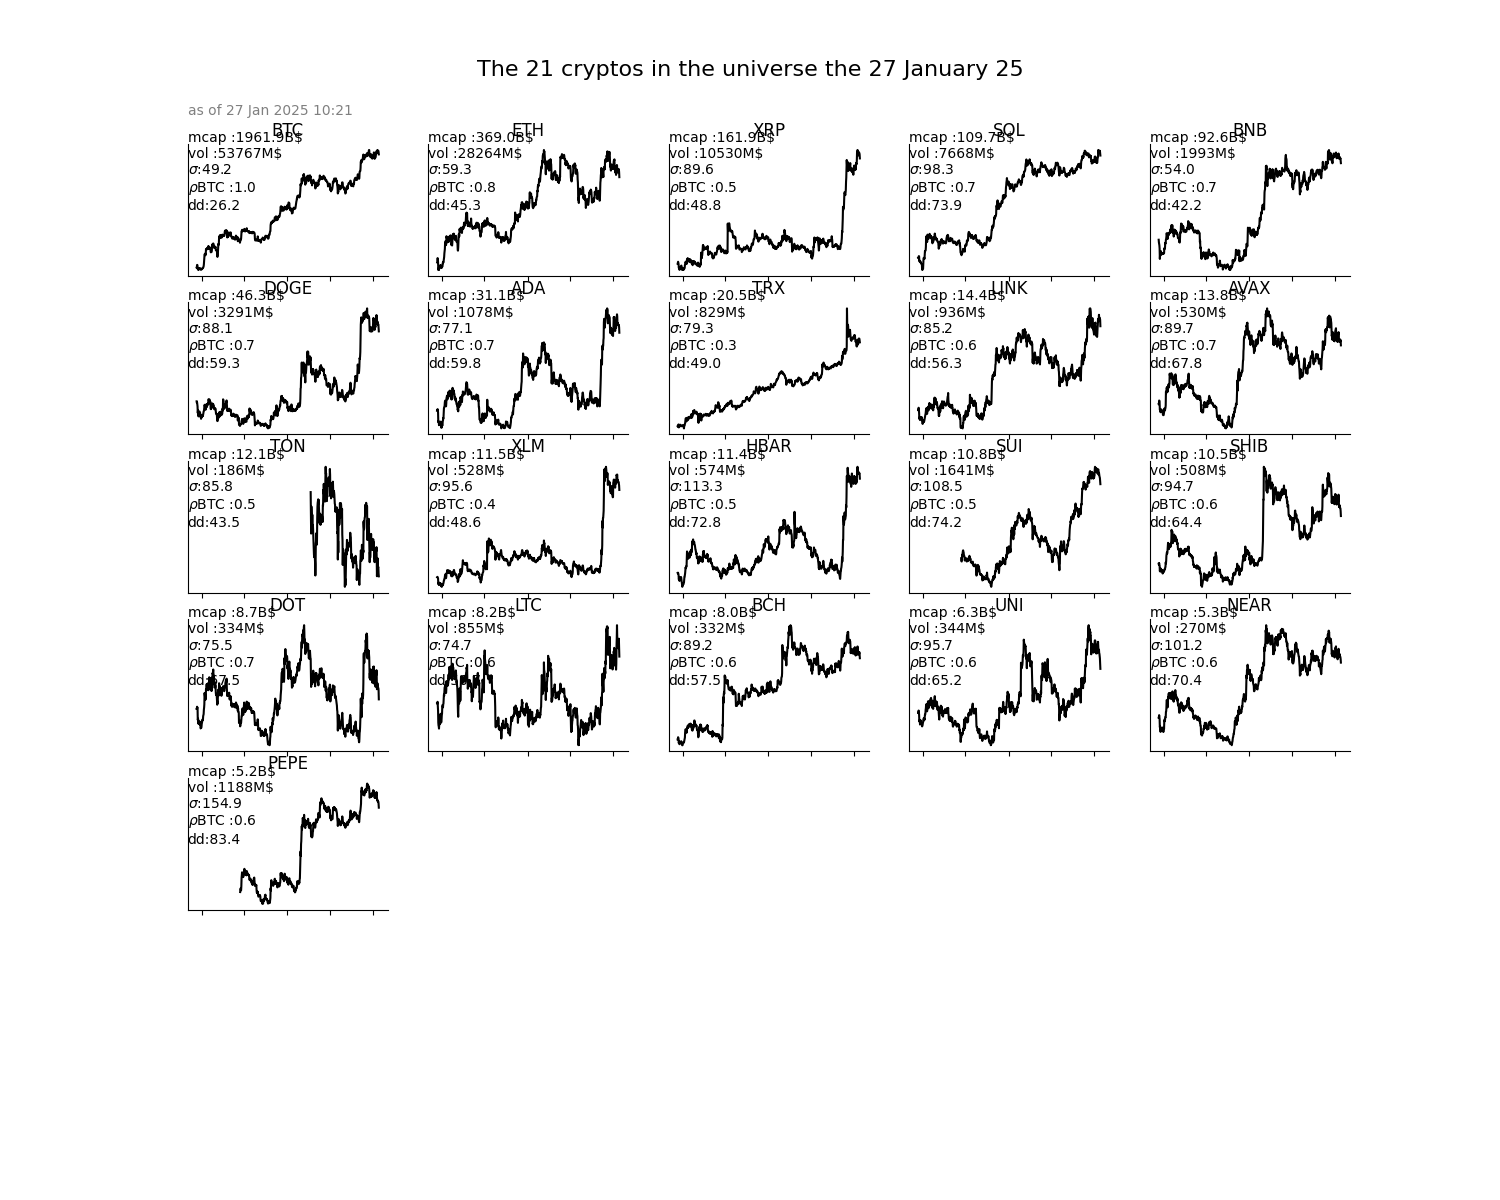 The 21 cryptos in the universe the 27 January 25
as of 27 Jan 2025 10:21
BTC
mcap :1961.9B$
vol :53767M$
σ:49.2
ρBTC :1.0
dd:26.2
ETH
mcap :369.0B$
vol :28264M$
σ:59.3
ρBTC :0.8
dd:45.3
XRP
mcap :161.9B$
vol :10530M$
σ:89.6
ρBTC :0.5
dd:48.8
SOL
mcap :109.7B$
vol :7668M$
σ:98.3
ρBTC :0.7
dd:73.9
BNB
mcap :92.6B$
vol :1993M$
σ:54.0
ρBTC :0.7
dd:42.2
DOGE
mcap :46.3B$
vol :3291M$
σ:88.1
ρBTC :0.7
dd:59.3
ADA
mcap :31.1B$
vol :1078M$
σ:77.1
ρBTC :0.7
dd:59.8
TRX
mcap :20.5B$
vol :829M$
σ:79.3
ρBTC :0.3
dd:49.0
LINK
mcap :14.4B$
vol :936M$
σ:85.2
ρBTC :0.6
dd:56.3
AVAX
mcap :13.8B$
vol :530M$
σ:89.7
ρBTC :0.7
dd:67.8
TON
mcap :12.1B$
vol :186M$
σ:85.8
ρBTC :0.5
dd:43.5
XLM
mcap :11.5B$
vol :528M$
σ:95.6
ρBTC :0.4
dd:48.6
HBAR
mcap :11.4B$
vol :574M$
σ:113.3
ρBTC :0.5
dd:72.8
SUI
mcap :10.8B$
vol :1641M$
σ:108.5
ρBTC :0.5
dd:74.2
SHIB
mcap :10.5B$
vol :508M$
σ:94.7
ρBTC :0.6
dd:64.4
DOT
mcap :8.7B$
vol :334M$
σ:75.5
ρBTC :0.7
LTC
mcap :8.2B$
vol :855M$
σ:74.7
ρBTC :0.6
BCH
mcap :8.0B$
vol :332M$
σ:89.2
ρBTC :0.6
dd:57.5
UNI
mcap :6.3B$
vol :344M$
σ:95.7
ρBTC :0.6
dd:65.2
NEAR
mcap :5.3B$
vol :270M$
σ:101.2
ρBTC :0.6
dd:70.4
PEPE
mcap :5.2B$
vol :1188M$
σ:154.9
ρBTC :0.6
dd:83.4